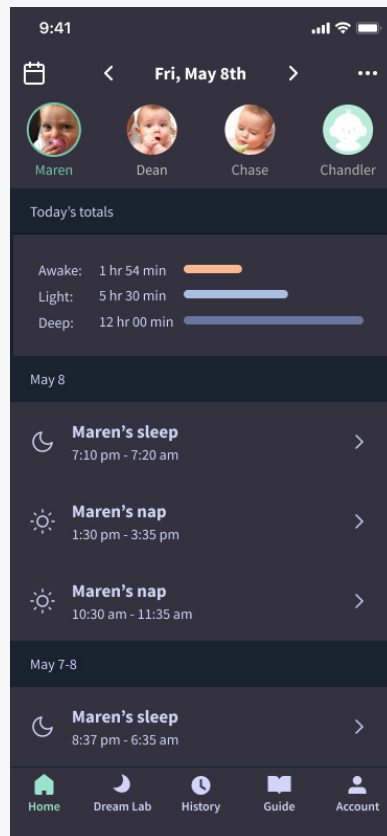 9:41
Fri, May 8th
Maren Dean Chase Chandler
Today's totals
Awake: 1 hr 54 min
Light: 5 hr 30 min
Deep: 12 hr 00 min
May 8
Maren’s sleep
7:10 pm - 7:20 am
Maren’s nap
1:30 pm - 3:35 pm
Maren’s nap
10:30 am - 11:35 am
May 7-8
Maren’s sleep
8:37 pm - 6:35 am
Home Dream Lab History Guide Account